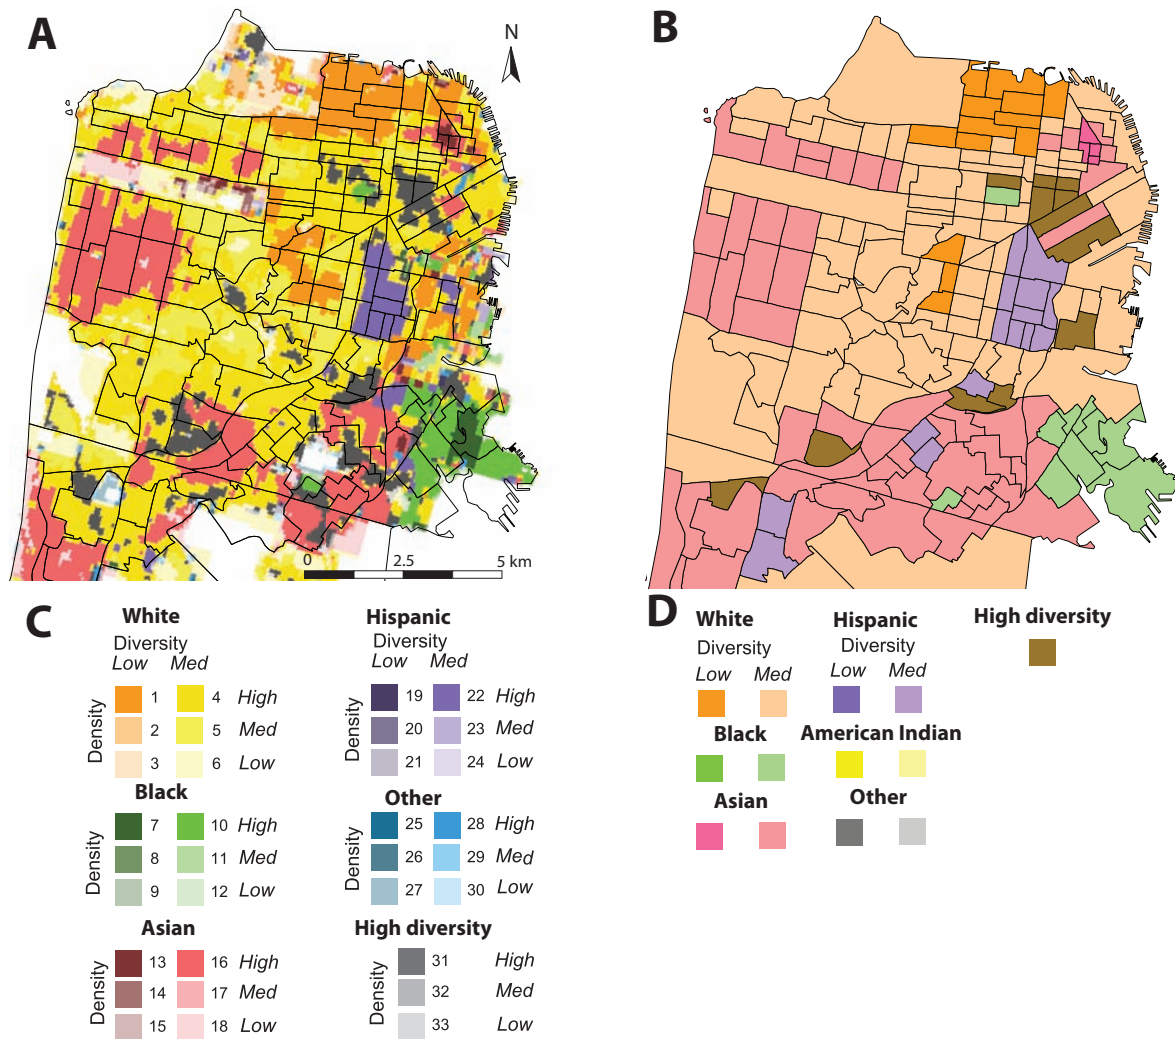 A
N
B
0 2.5 5 km
C
White
Diversity
Low Med
Density
1 4 High
2 5 Med
3 6 Low
Black
Density
7 10 High
8 11 Med
9 12 Low
Asian
Density
13 16 High
14 17 Med
15 18 Low
Hispanic
Diversity
Low Med
Density
19 22 High
20 23 Med
21 24 Low
Other
Density
25 28 High
26 29 Med
27 30 Low
High diversity
Density
31 High
32 Med
33 Low
D
White
Diversity
Low Med
Hispanic
Diversity
Low Med
High diversity
Black
American Indian
Asian
Other